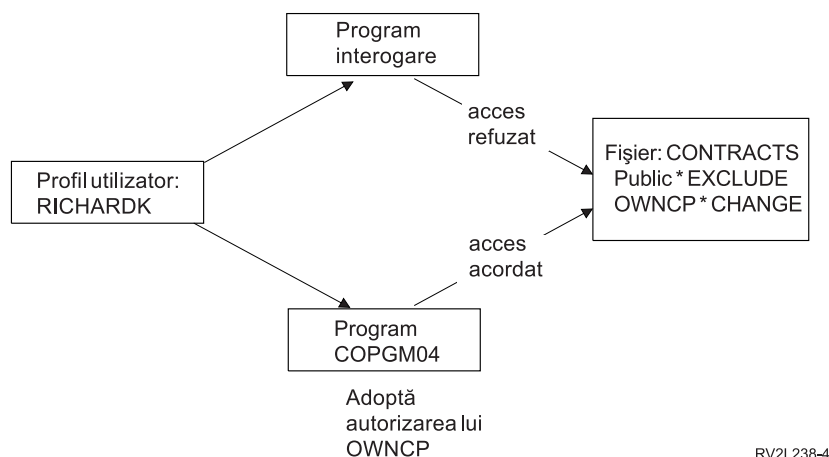 Program
interogare
acces
refuzat
Fişier: CONTRACTS
Public * EXCLUDE
OWNCP * CHANGE
Profil utilizator:
RICHARDK
acces
acordat
Program
COPGM04
Adoptă
autorizarea lui
OWNCP
RV2L238-4